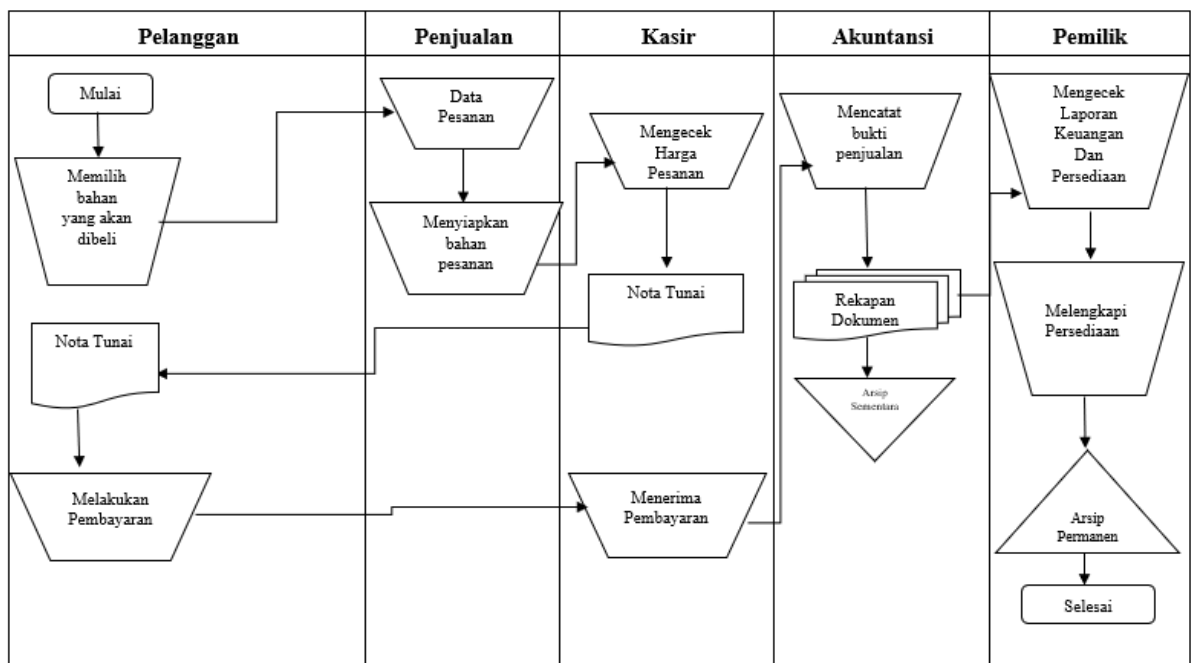 Pelanggan
Penjualan
Kasir
Akuntansi
Pemilik
Mulai
Memilih
bahan
yang akan
dibeli
Nota Tunai
Melakukan
Pembayaran
Data
Pesanan
Menyiapkan
bahan
pesanan
Mengecek
Harga
Pesanan
Nota Tunai
Menerima
Pembayaran
Mencatat
bukti
penjualan
Rekapan
Dokumen
Arsip
Sementara
Mengecek
Laporan
Keuangan
Dan
Persediaan
Melengkapi
Persediaan
Arsip
Permanen
Selesai